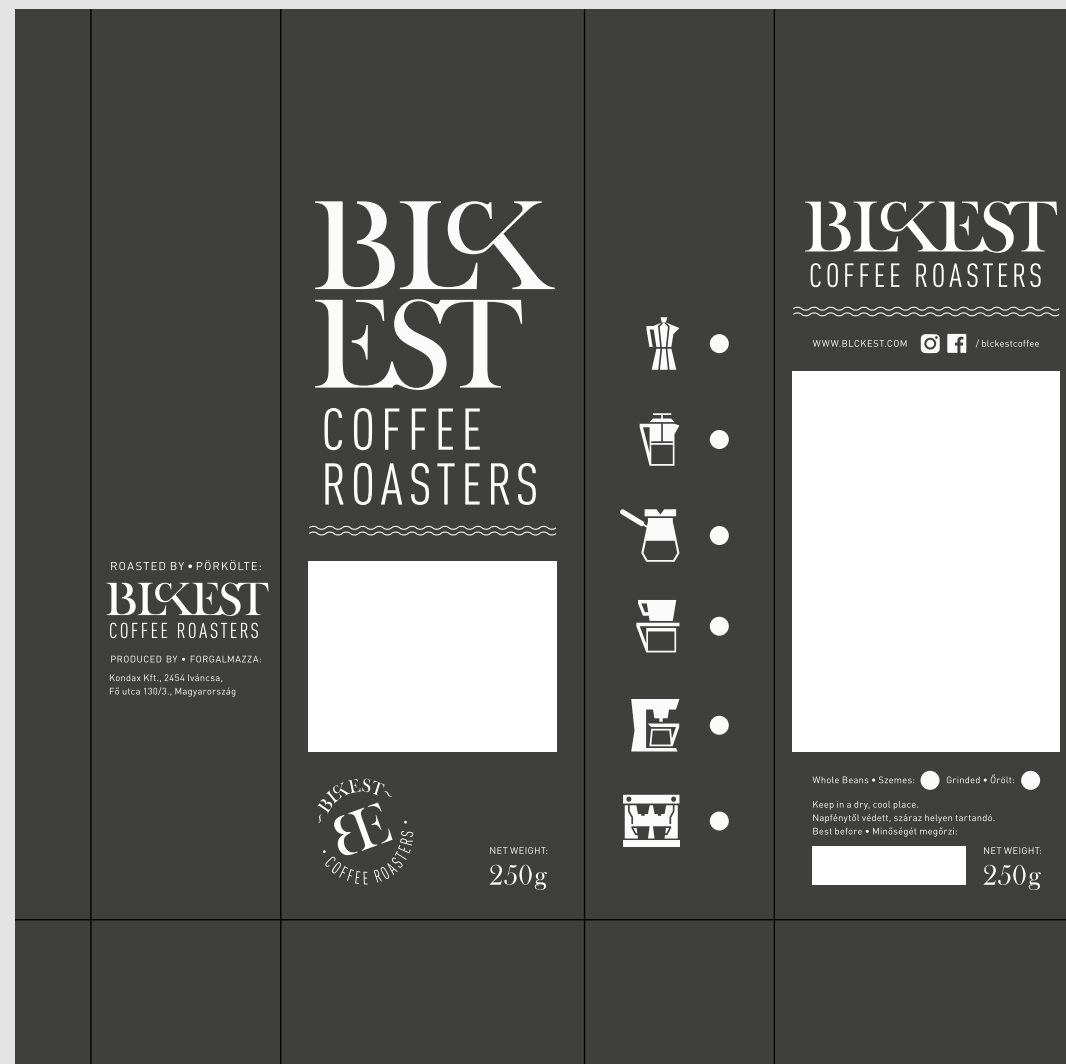 ROASTED BY • PÖRKÖLTE:
BLCKEST
COFFEE ROASTERS
PRODUCED BY • FORGALMAZZA:
Kondax Kft., 2454 Iváncsa,
Fő utca 130/3., Magyarország
BLCK
EST
COFFEE
ROASTERS
~BLCKEST~
BE
• COFFEE ROASTERS •
NET WEIGHT:
250g
BLCKEST
COFFEE ROASTERS
WWW.BLCKEST.COM /blckestcoffee
Whole Beans • Szemes: Grinded • Őrölt:
Keep in a dry, cool place.
Napfénytől védett, száraz helyen tartandó.
Best before • Minőségét megőrzi:
NET WEIGHT:
250g